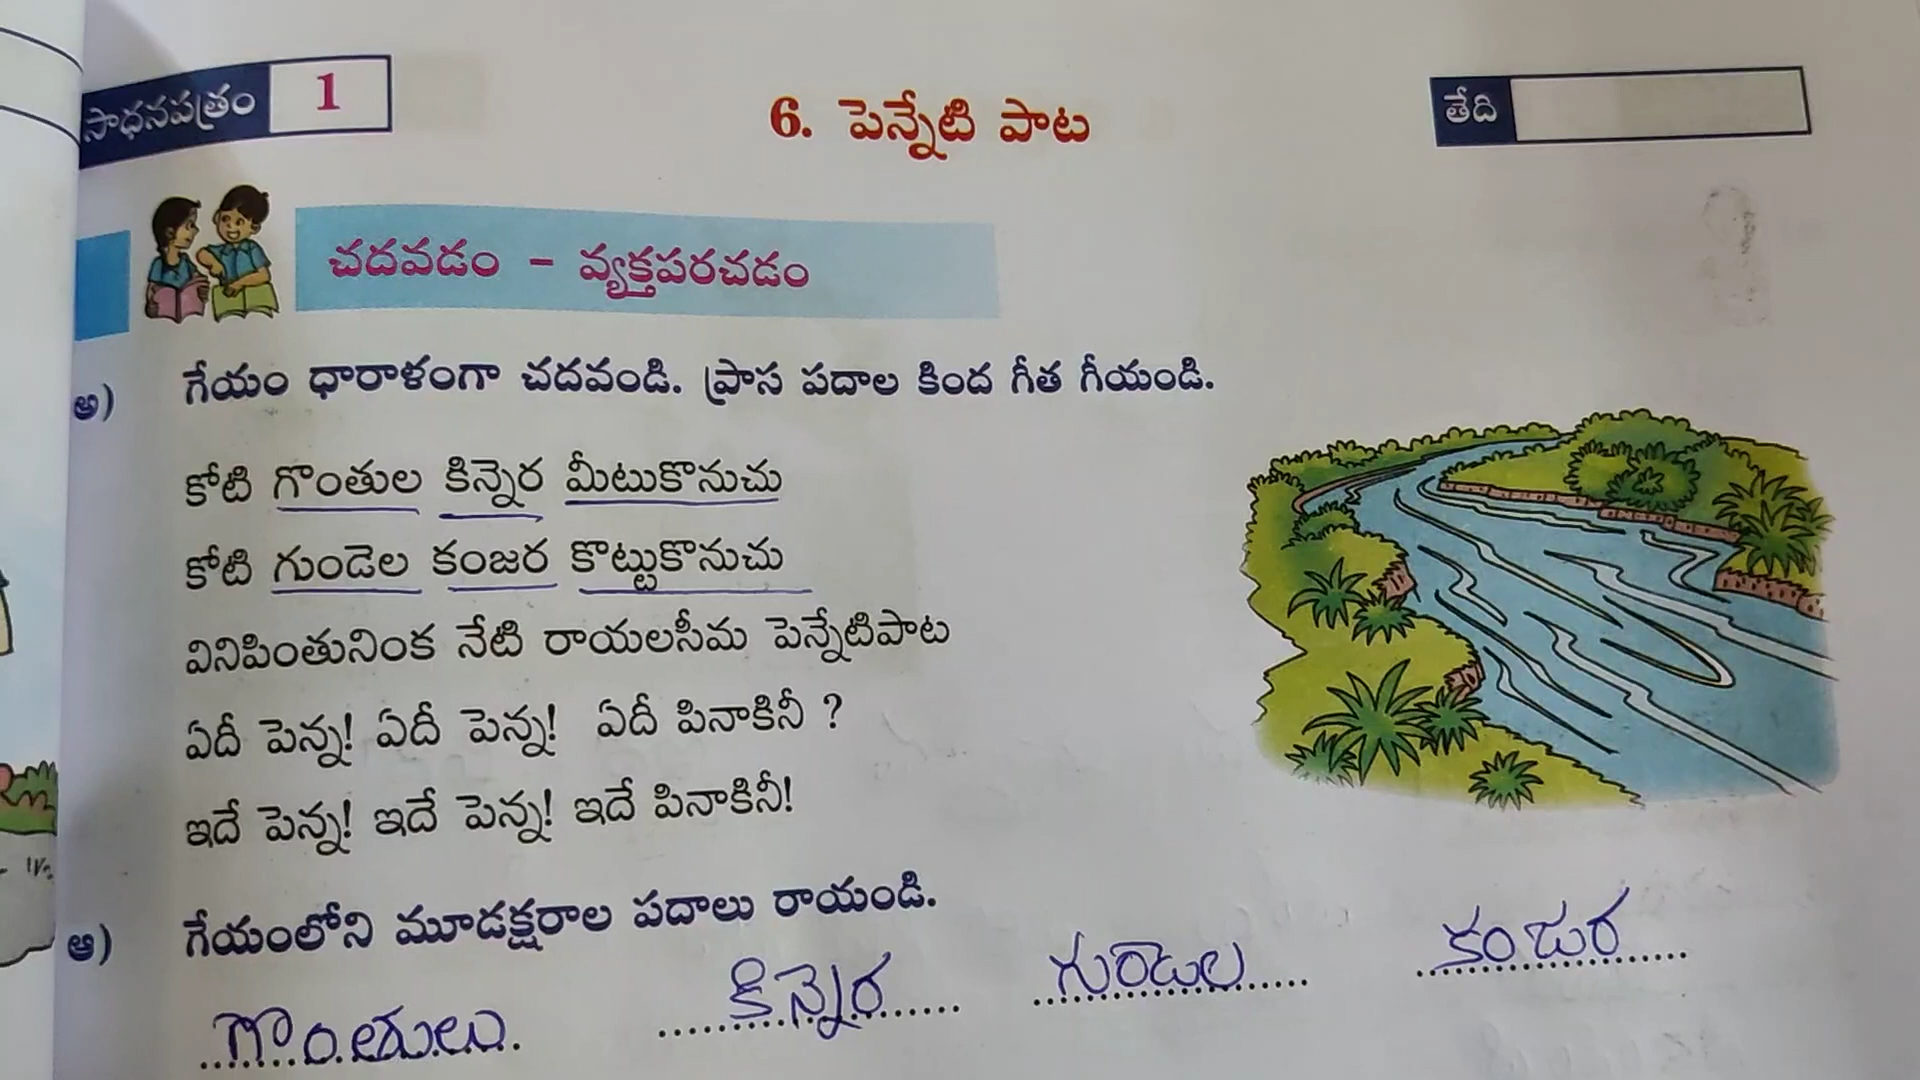 సాధనపత్రం 1
6. పెన్నేటి పాట
తేది
చదవడం - వ్యక్తపరచడం
అ) గేయం ధారాళంగా చదవండి. ప్రాస పదాల కింద గీత గీయండి.
కోటి గొంతుల కిన్నెర మీటుకొనుచు
కోటి గుండెల కంజర కొట్టుకొనుచు
వినిపింతునింక నేటి రాయలసీమ పెన్నేటిపాట
ఏదీ పెన్న! ఏదీ పెన్న! ఏదీ పినాకినీ ?
ఇదే పెన్న! ఇదే పెన్న! ఇదే పినాకినీ!
ఆ) గేయంలోని మూడక్షరాల పదాలు రాయండి.
గొంతులు కిన్నెర కంజర